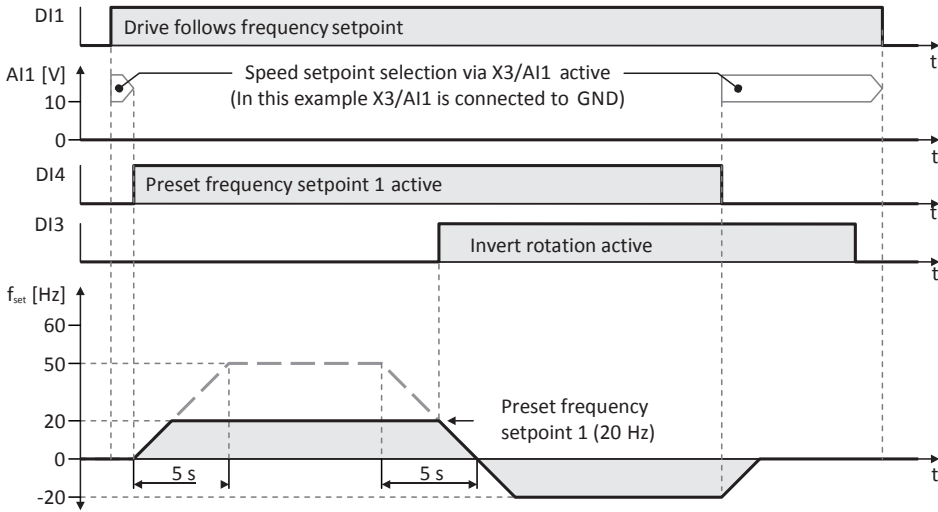 DI1
Drive follows frequency setpoint
t
AI1 [V]
Speed setpoint selection via X3/AI1 active
(In this example X3/AI1 is connected to GND)
10
0
t
DI4
Preset frequency setpoint 1 active
t
DI3
Invert rotation active
t
fset [Hz]
60
50
20
Preset frequency
setpoint 1 (20 Hz)
0
t
5 s
5 s
-20